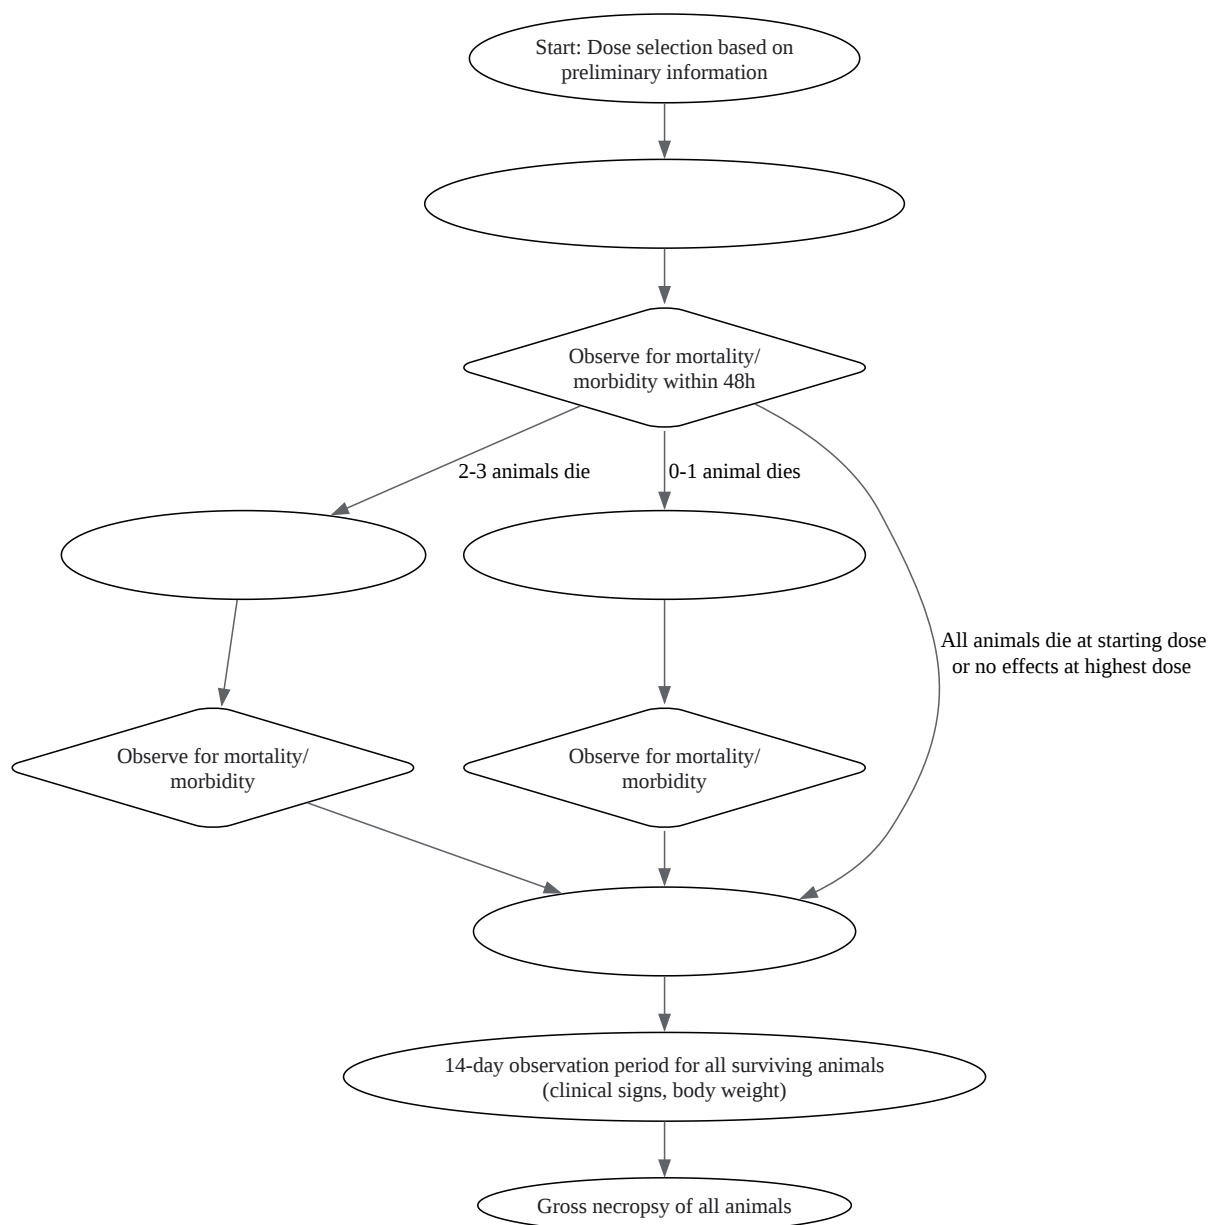 Start: Dose selection based on
preliminary information
Observe for mortality/
morbidity within 48h
2-3 animals die
0-1 animal dies
All animals die at starting dose
or no effects at highest dose
Observe for mortality/
morbidity
Observe for mortality/
morbidity
14-day observation period for all surviving animals
(clinical signs, body weight)
Gross necropsy of all animals